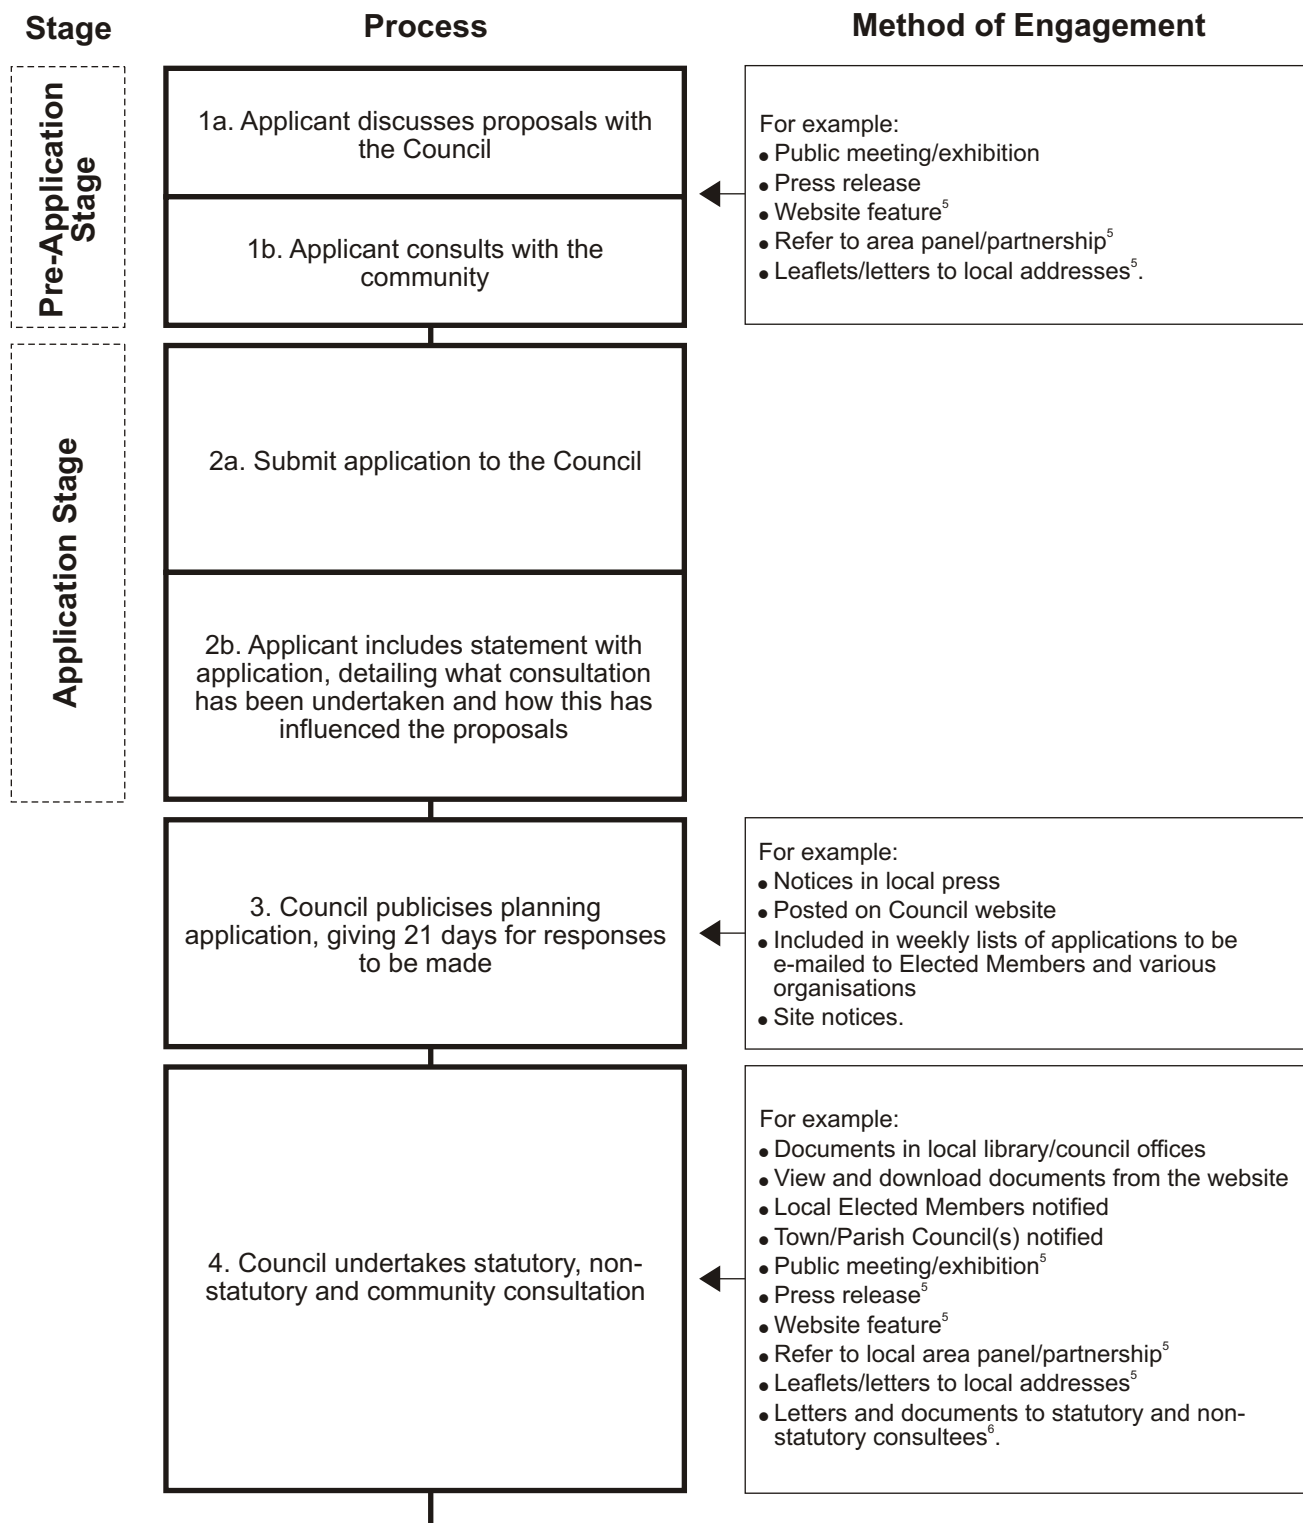 Stage
Process
Method of Engagement
Pre-Application
Stage
1a. Applicant discusses proposals with
the Council
1b. Applicant consults with the
community
For example:
• Public meeting/exhibition
• Press release
• Website feature⁵
• Refer to area panel/partnership⁵
• Leaflets/letters to local addresses⁵.
Application Stage
2a. Submit application to the Council
2b. Applicant includes statement with
application, detailing what consultation
has been undertaken and how this has
influenced the proposals
3. Council publicises planning
application, giving 21 days for responses
to be made
For example:
• Notices in local press
• Posted on Council website
• Included in weekly lists of applications to be
e-mailed to Elected Members and various
organisations
• Site notices.
4. Council undertakes statutory, non-
statutory and community consultation
For example:
• Documents in local library/council offices
• View and download documents from the website
• Local Elected Members notified
• Town/Parish Council(s) notified
• Public meeting/exhibition⁵
• Press release⁵
• Website feature⁵
• Refer to local area panel/partnership⁵
• Leaflets/letters to local addresses⁵
• Letters and documents to statutory and non-
statutory consultees⁶.